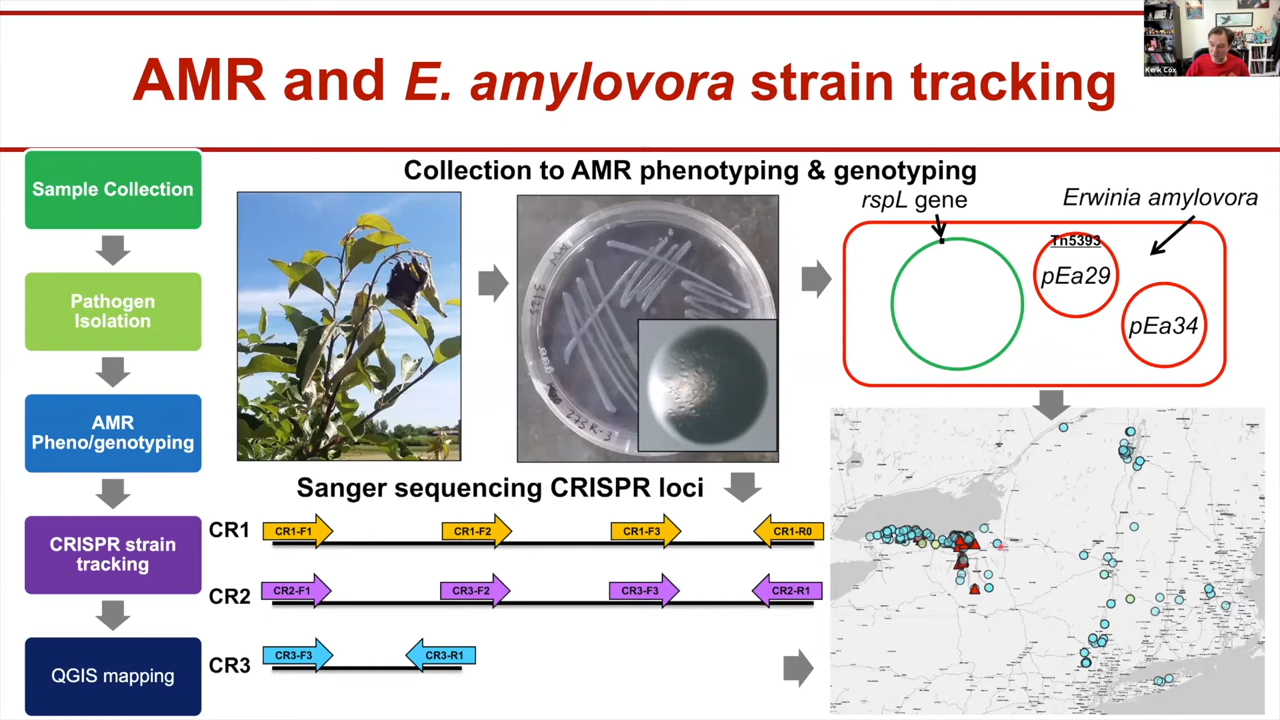 AMR and E. amylovora strain tracking
Kerik Cox
Sample Collection
Pathogen
Isolation
AMR
Pheno/genotyping
CRISPR strain
tracking
QGIS mapping
Collection to AMR phenotyping & genotyping
rspL gene
Erwinia amylovora
Tn5393
pEa29
pEa34
Sanger sequencing CRISPR loci
CR1
CR1-F1
CR1-F2
CR1-F3
CR1-R0
CR2
CR2-F1
CR3-F2
CR3-F3
CR2-R1
CR3
CR3-F3
CR3-R1